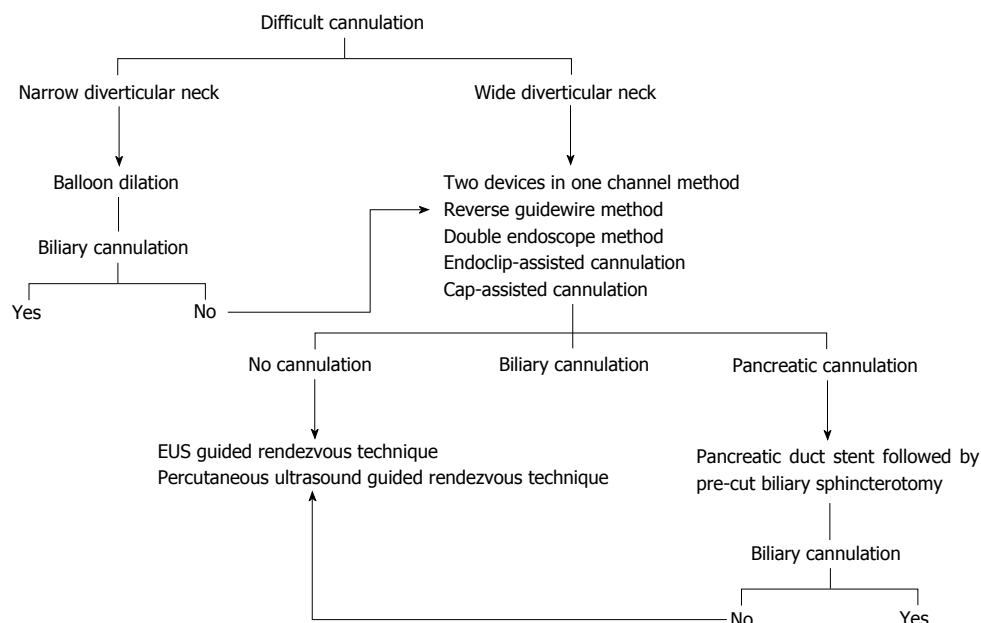 Difficult cannulation
Narrow diverticular neck
Wide diverticular neck
Balloon dilation
Biliary cannulation
Yes
No
Two devices in one channel method
Reverse guidewire method
Double endoscope method
Endoclip-assisted cannulation
Cap-assisted cannulation
No cannulation
Biliary cannulation
Pancreatic cannulation
EUS guided rendezvous technique
Percutaneous ultrasound guided rendezvous technique
Pancreatic duct stent followed by
pre-cut biliary sphincterotomy
Biliary cannulation
No
Yes